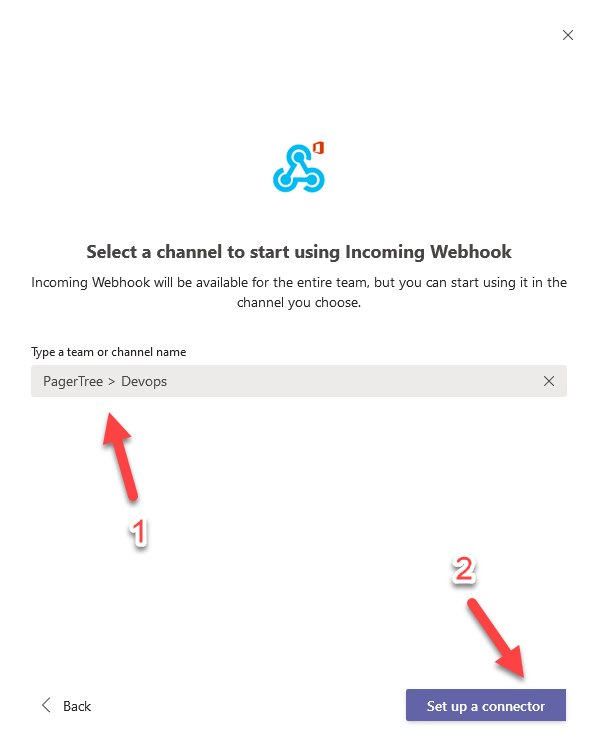 Select a channel to start using Incoming Webhook
Incoming Webhook will be available for the entire team, but you can start using it in the
channel you choose.
Type a team or channel name
PagerTree > Devops
1
2
Back
Set up a connector